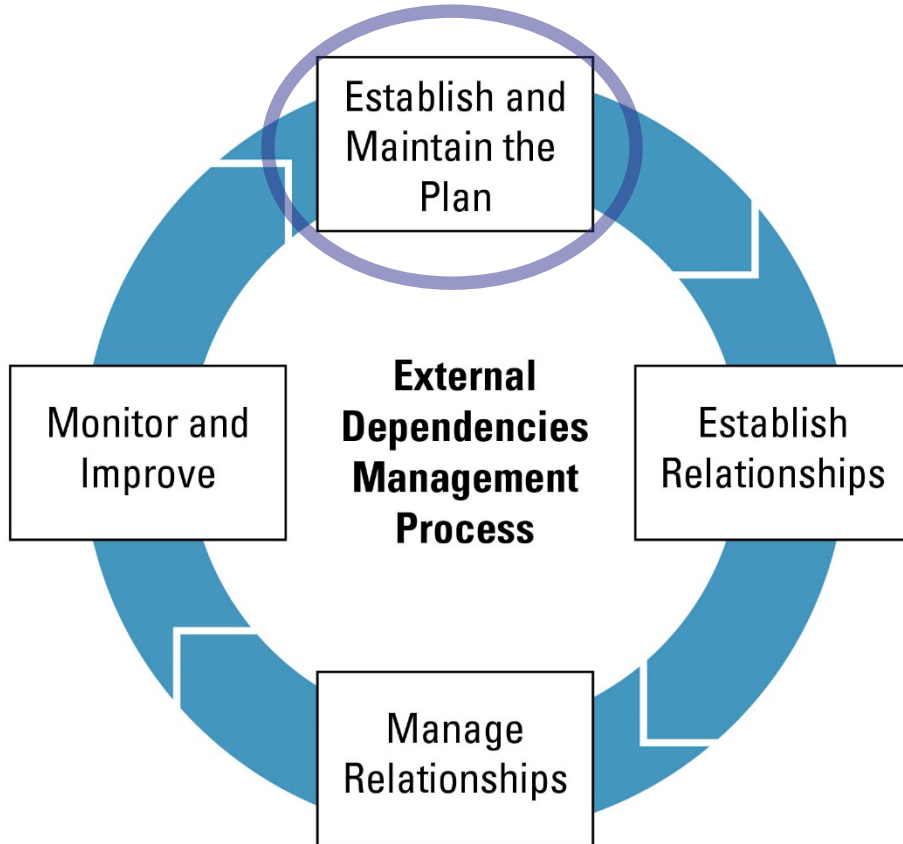 Establish and
Maintain the
Plan
External
Dependencies
Management
Process
Monitor and
Improve
Establish
Relationships
Manage
Relationships